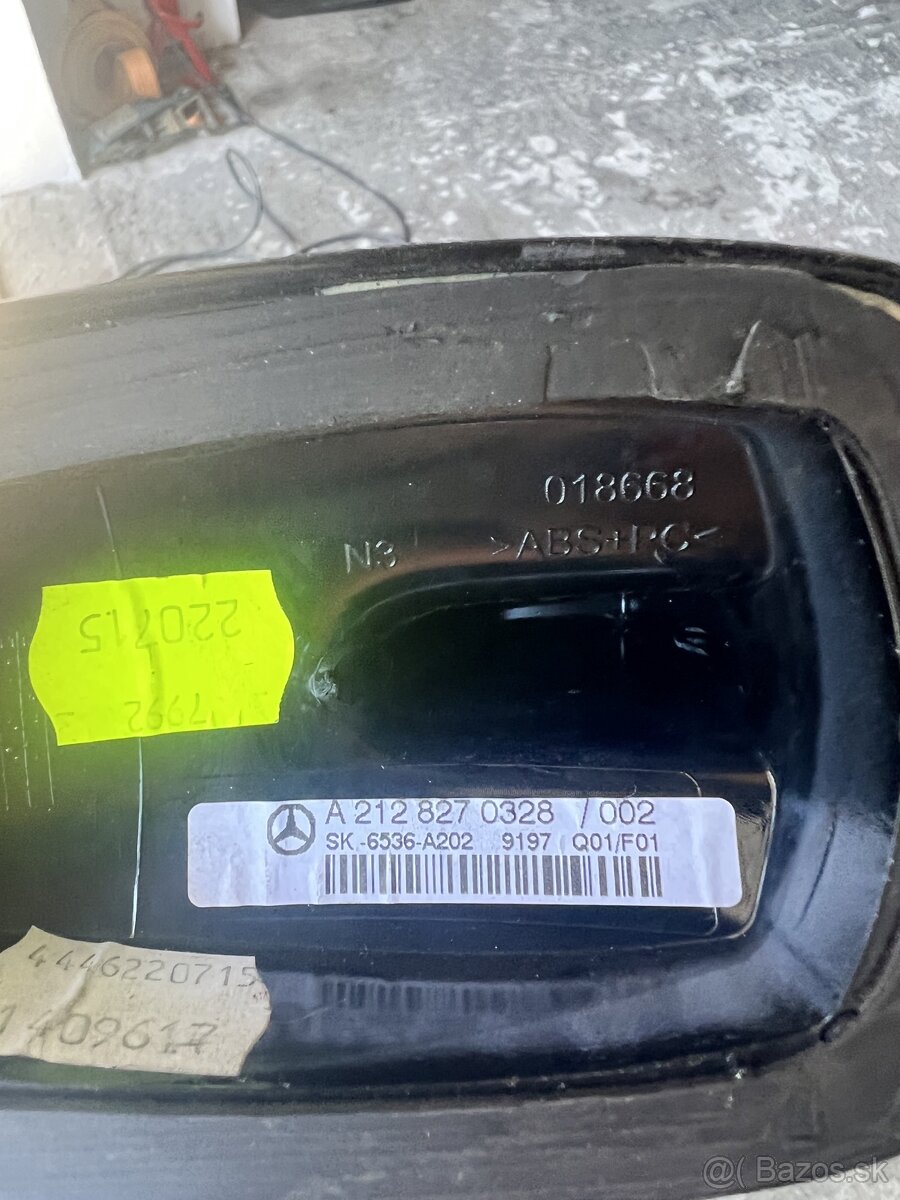 018668
N3 >ABS+PC<
220715
7992
A 212 827 0328 /002
SK.-6536-A202 9197 Q01/F01
4446220715
1409617
@( Bazos.sk